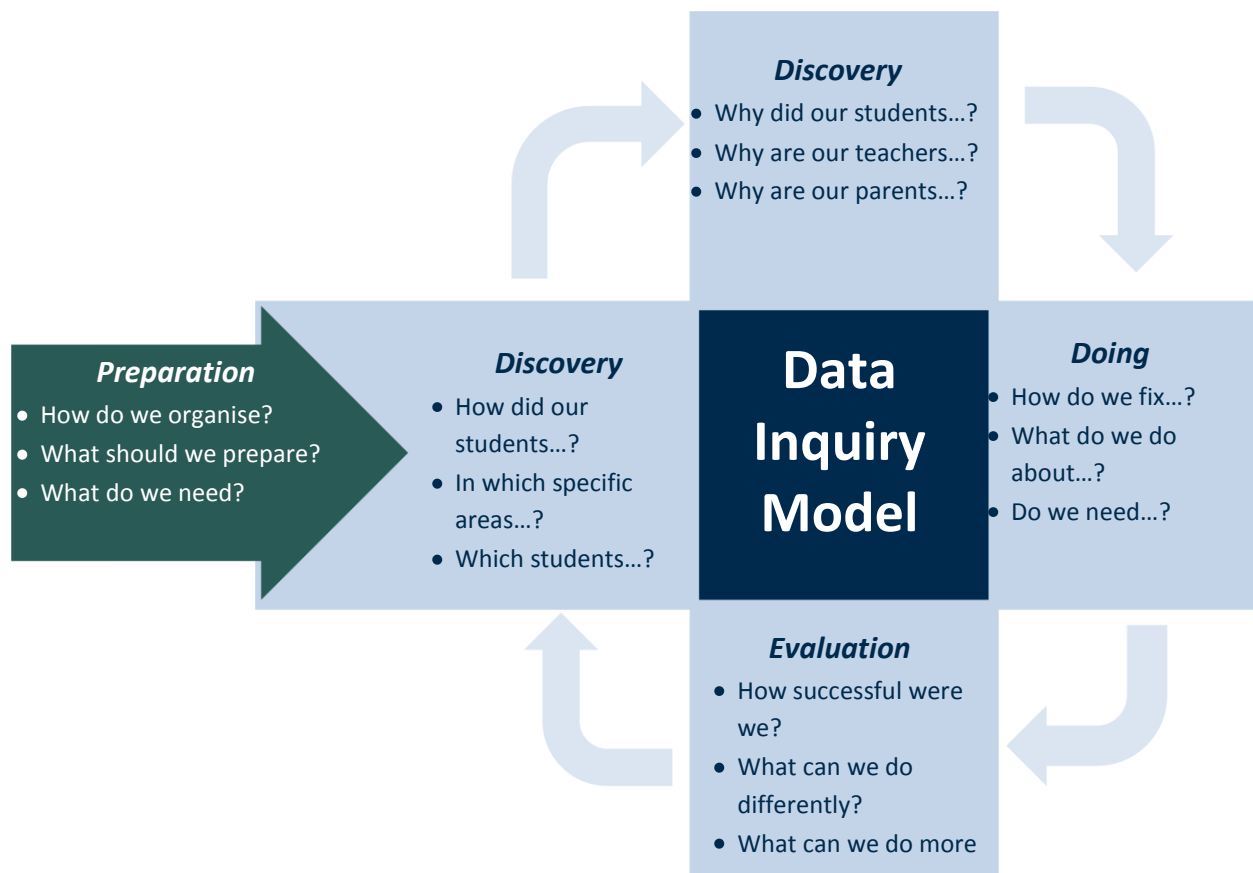 Discovery
• Why did our students...?
• Why are our teachers...?
• Why are our parents...?
Preparation
• How do we organise?
• What should we prepare?
• What do we need?
Discovery
• How did our
students...?
• In which specific
areas...?
• Which students...?
Data
Inquiry
Model
Doing
• How do we fix...?
• What do we do
about...?
• Do we need...?
Evaluation
• How successful were
we?
• What can we do
differently?
• What can we do more